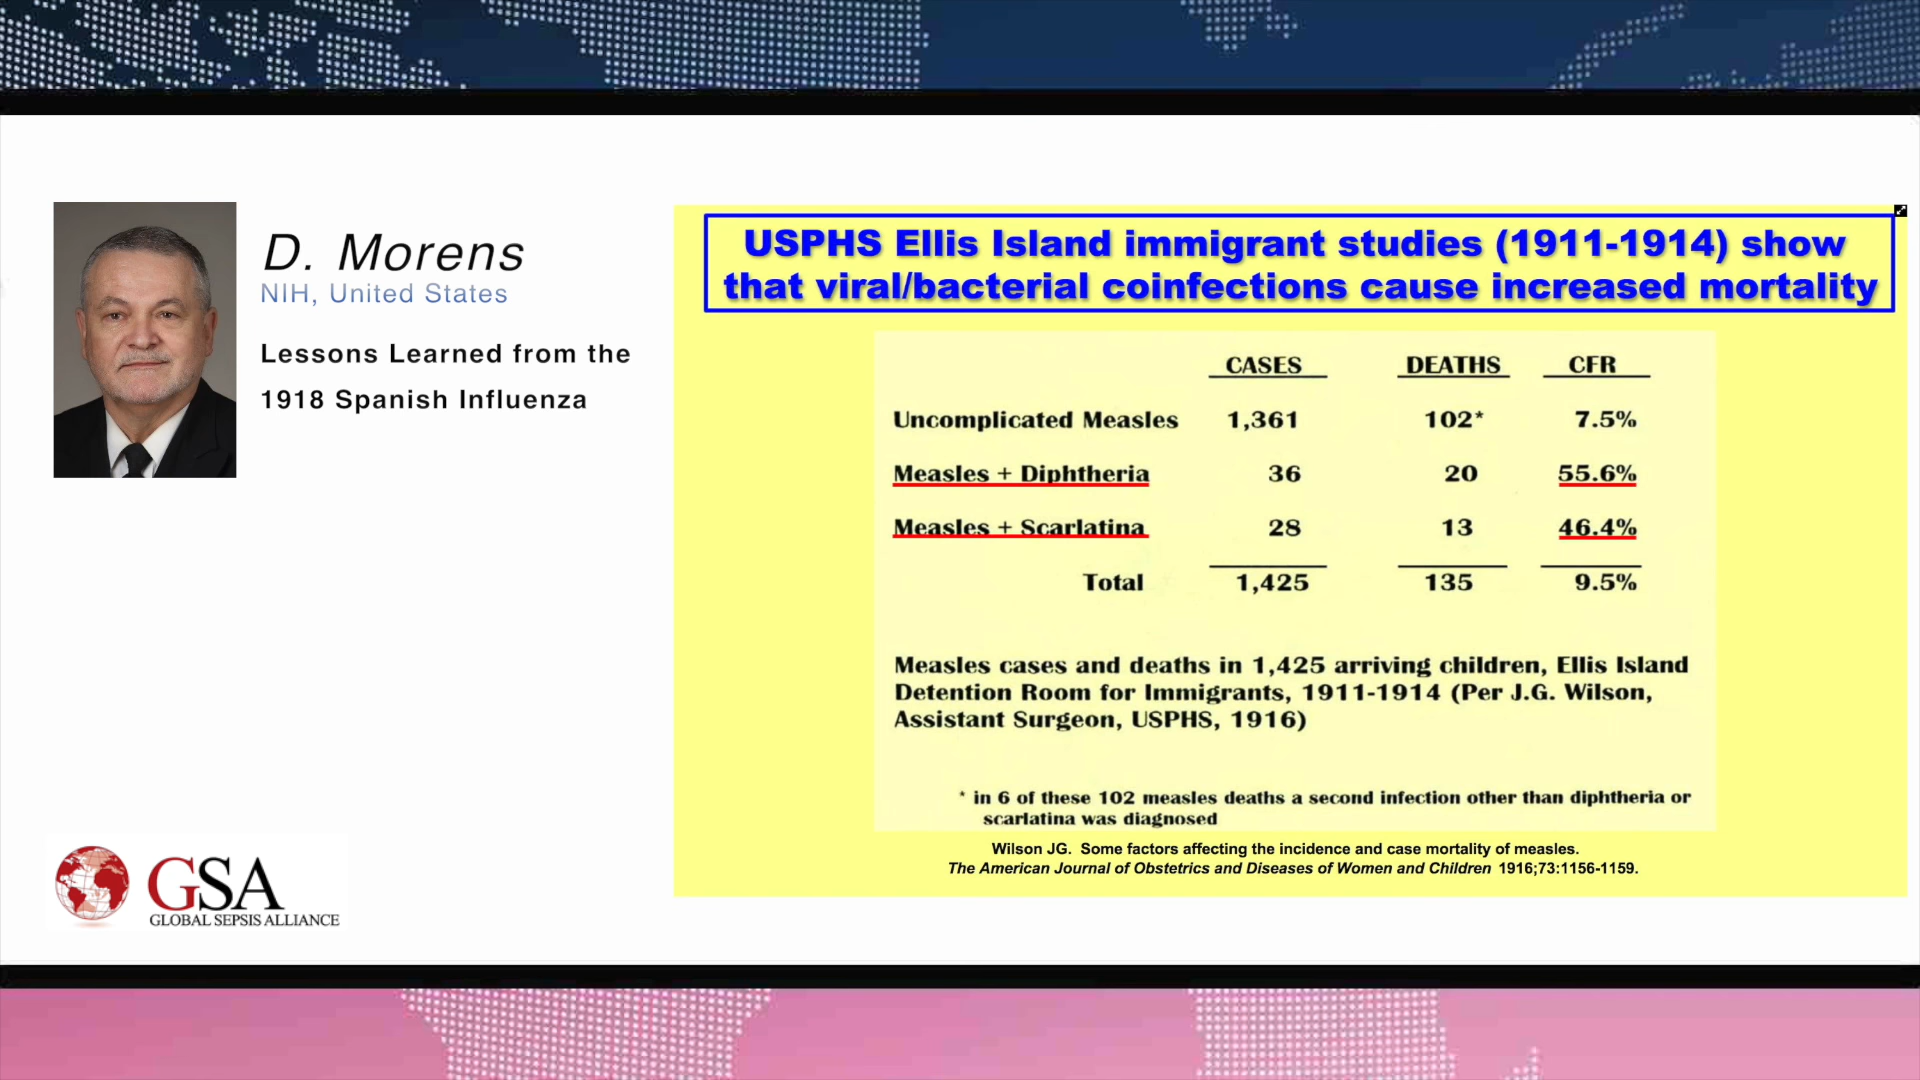 D. Morens
NIH, United States
Lessons Learned from the
1918 Spanish Influenza
GSA
GLOBAL SEPSIS ALLIANCE
USPHS Ellis Island immigrant studies (1911-1914) show
that viral/bacterial coinfections cause increased mortality
CASES DEATHS CFR
Uncomplicated Measles 1,361 102* 7.5%
Measles + Diphtheria 36 20 55.6%
Measles + Scarlatina 28 13 46.4%
Total 1,425 135 9.5%
Measles cases and deaths in 1,425 arriving children, Ellis Island
Detention Room for Immigrants, 1911-1914 (Per J.G. Wilson,
Assistant Surgeon, USPHS, 1916)
* in 6 of these 102 measles deaths a second infection other than diphtheria or
scarlatina was diagnosed
Wilson JG. Some factors affecting the incidence and case mortality of measles.
The American Journal of Obstetrics and Diseases of Women and Children 1916;73:1156-1159.